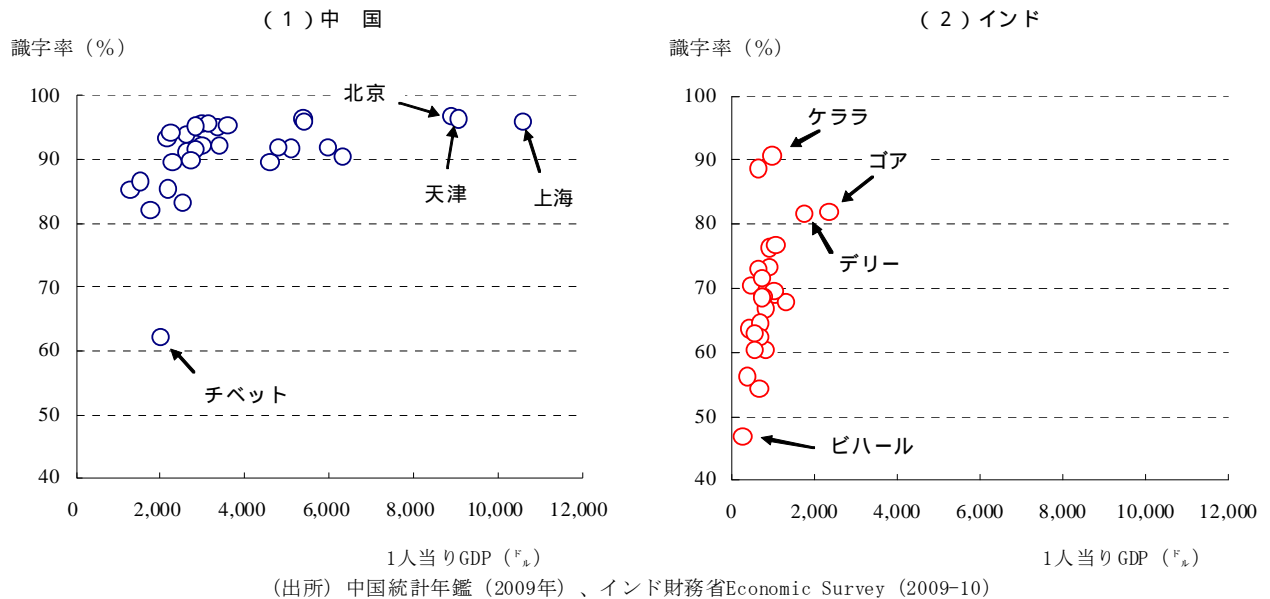 (1)中　国
識字率（％）
100
90
80
70
60
50
40
0 2,000 4,000 6,000 8,000 10,000 12,000
北京
天津
上海
チベット
1人当りGDP（㌦）
(2)インド
識字率（％）
100
90
80
70
60
50
40
0 2,000 4,000 6,000 8,000 10,000 12,000
ケララ
ゴア
デリー
ビハール
1人当りGDP（㌦）
（出所）中国統計年鑑（2009年）、インド財務省Economic Survey（2009-10）